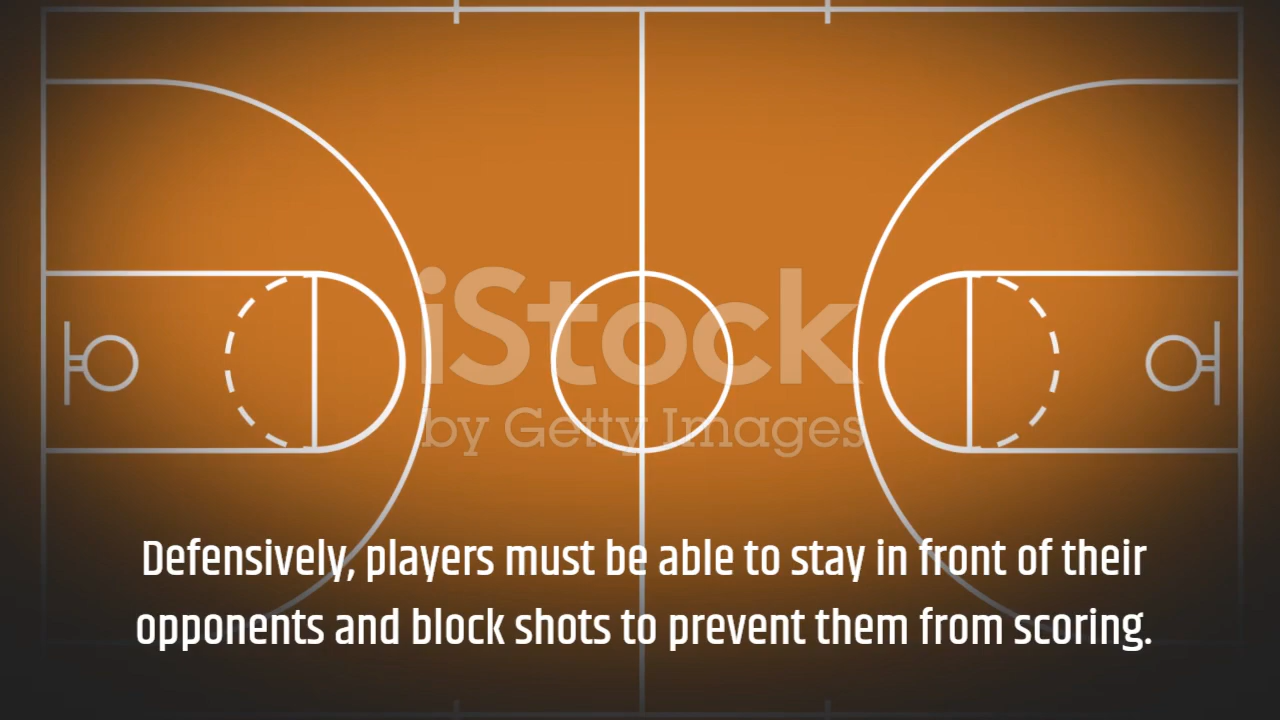 iStock
by Getty Images
Defensively, players must be able to stay in front of their
opponents and block shots to prevent them from scoring.